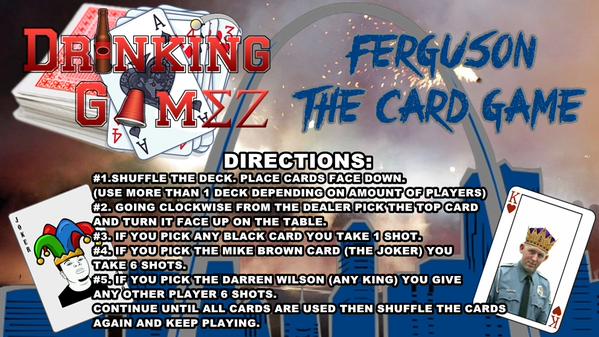 DRINKING
GAMΣZ
FERGUSON
THE CARD GAME
DIRECTIONS:
#1.SHUFFLE THE DECK. PLACE CARDS FACE DOWN.
(USE MORE THAN 1 DECK DEPENDING ON AMOUNT OF PLAYERS)
#2. GOING CLOCKWISE FROM THE DEALER PICK THE TOP CARD
AND TURN IT FACE UP ON THE TABLE.
#3. IF YOU PICK ANY BLACK CARD YOU TAKE 1 SHOT.
#4. IF YOU PICK THE MIKE BROWN CARD (THE JOKER) YOU
TAKE 6 SHOTS.
#5. IF YOU PICK THE DARREN WILSON (ANY KING) YOU GIVE
ANY OTHER PLAYER 6 SHOTS.
CONTINUE UNTIL ALL CARDS ARE USED THEN SHUFFLE THE CARDS
AGAIN AND KEEP PLAYING.
JOKER
K
K